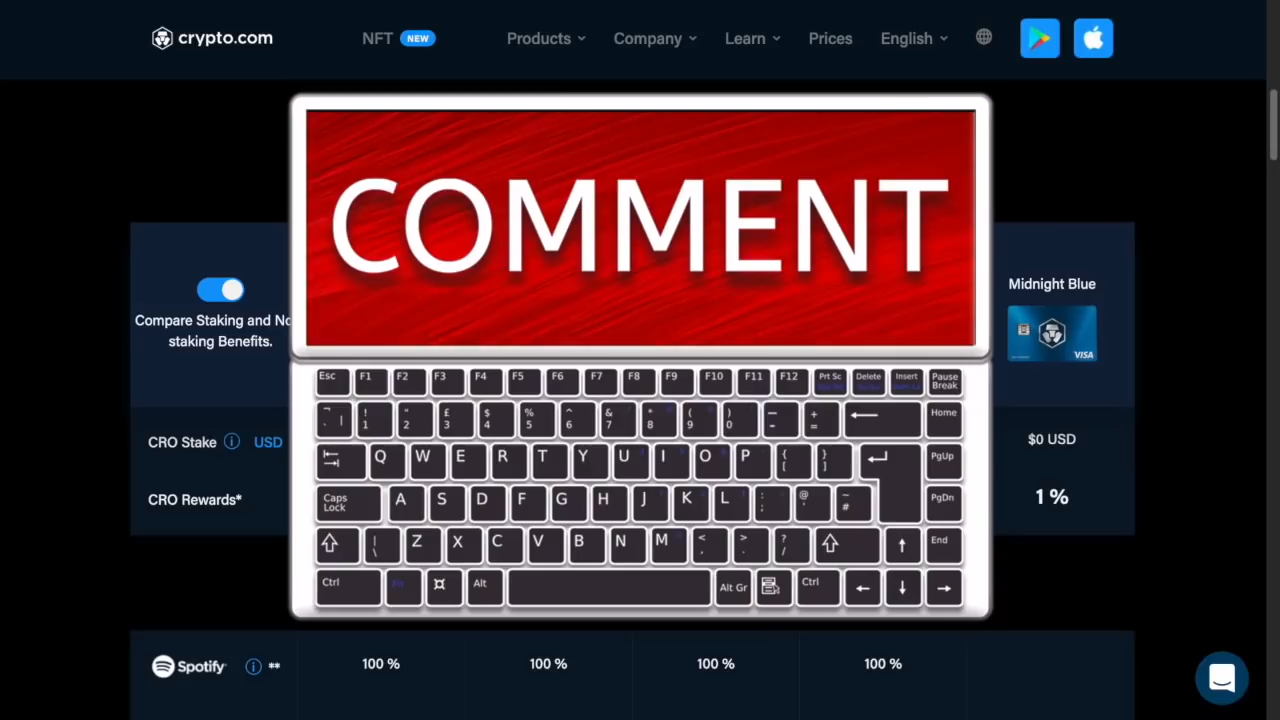 crypto.com
NFT NEW Products Company Learn Prices English
COMMENT
Midnight Blue
VISA
Compare Staking and No
staking Benefits.
CRO Stake USD
$0 USD
CRO Rewards*
1 %
Esc F1 F2 F3 F4 F5 F6 F7 F8 F9 F10 F11 F12 Prt Sc Delete Insert Pause Break
¬ ` | ! 1 " 2 £ 3 $ 4 % 5 ^ 6 & 7 * 8 ( 9 ) 0 _ - + = Home
Q W E R T Y U I O P { [ } ] PgUp
Caps Lock A S D F G H J K L : ; @ ' ~ # PgDn
| \ Z X C V B N M < , > . ? / End
Ctrl Fn Alt Alt Gr Ctrl
Spotify ** 100 % 100 % 100 % 100 %